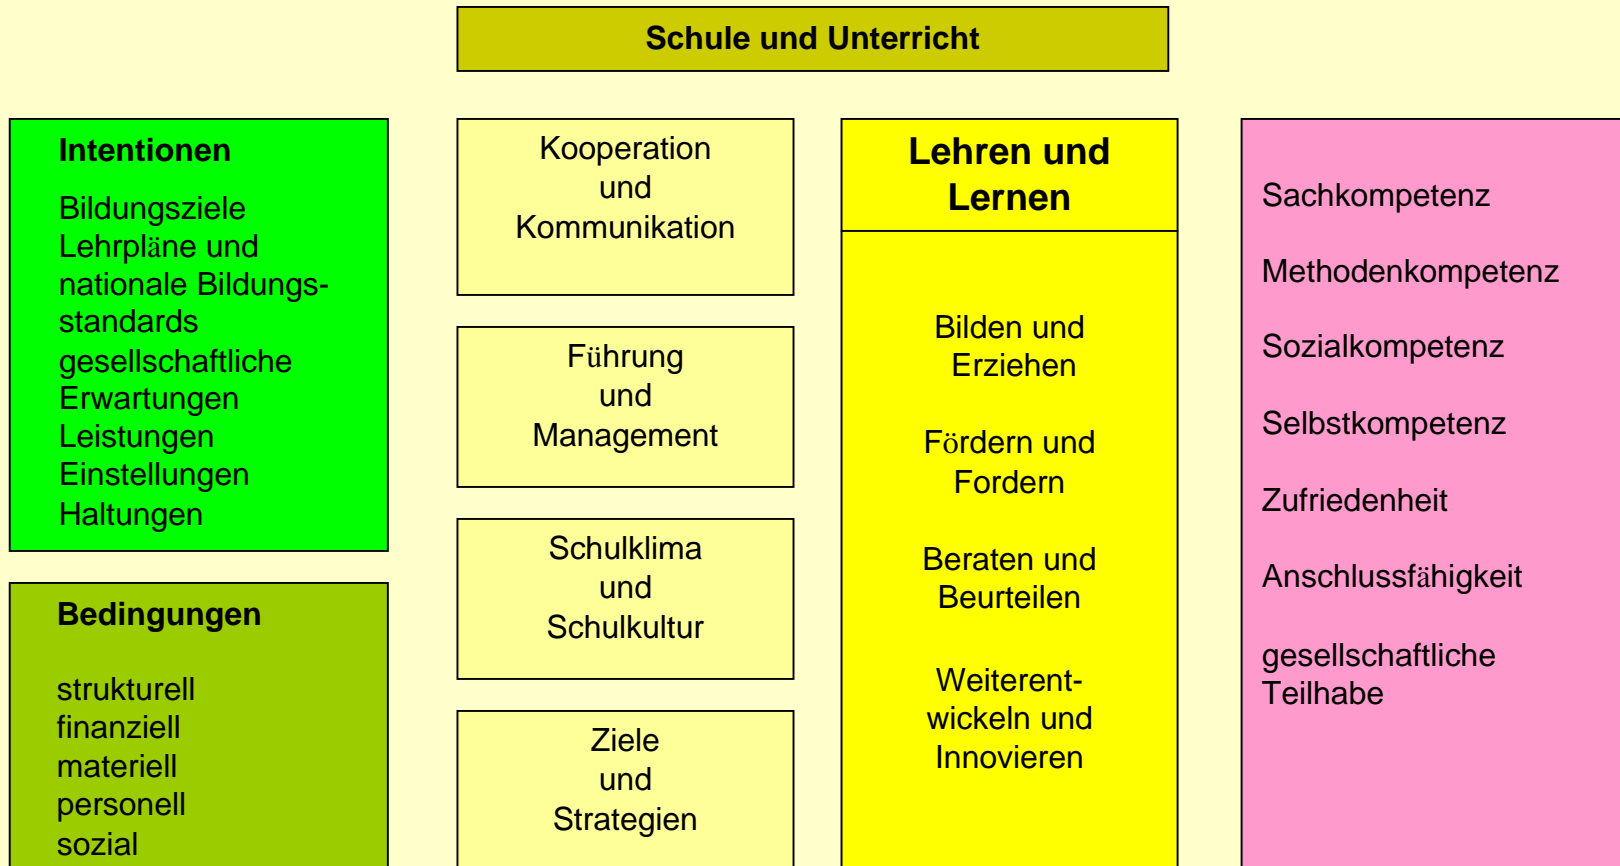 Schule und Unterricht
Intentionen
Bildungsziele
Lehrpläne und
nationale Bildungs-
standards
gesellschaftliche
Erwartungen
Leistungen
Einstellungen
Haltungen
Bedingungen
strukturell
finanziell
materiell
personell
sozial
Kooperation
und
Kommunikation
Führung
und
Management
Schulklima
und
Schulkultur
Ziele
und
Strategien
Lehren und
Lernen
Bilden und
Erziehen
Fördern und
Fordern
Beraten und
Beurteilen
Weiterent-
wickeln und
Innovieren
Sachkompetenz
Methodenkompetenz
Sozialkompetenz
Selbstkompetenz
Zufriedenheit
Anschlussfähigkeit
gesellschaftliche
Teilhabe